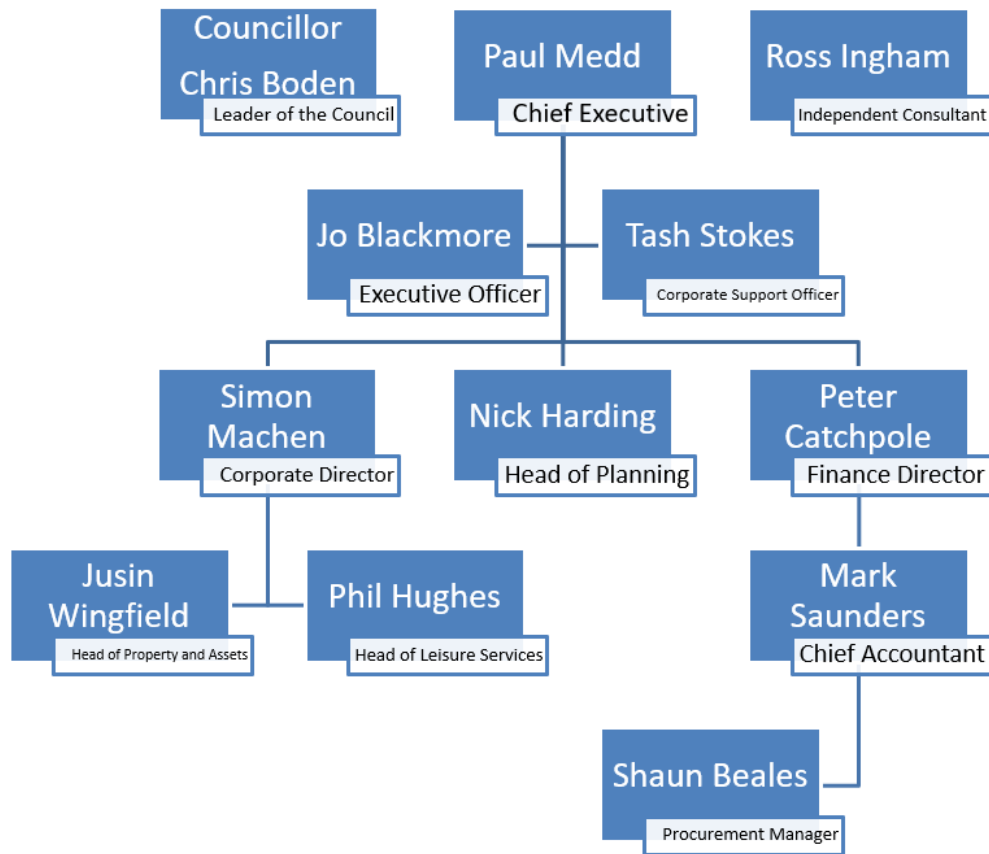 Councillor
Chris Boden
Leader of the Council
Paul Medd
Chief Executive
Ross Ingham
Independent Consultant
Jo Blackmore
Executive Officer
Tash Stokes
Corporate Support Officer
Simon
Machen
Corporate Director
Nick Harding
Head of Planning
Peter
Catchpole
Finance Director
Jusin
Wingfield
Head of Property and Assets
Phil Hughes
Head of Leisure Services
Mark
Saunders
Chief Accountant
Shaun Beales
Procurement Manager